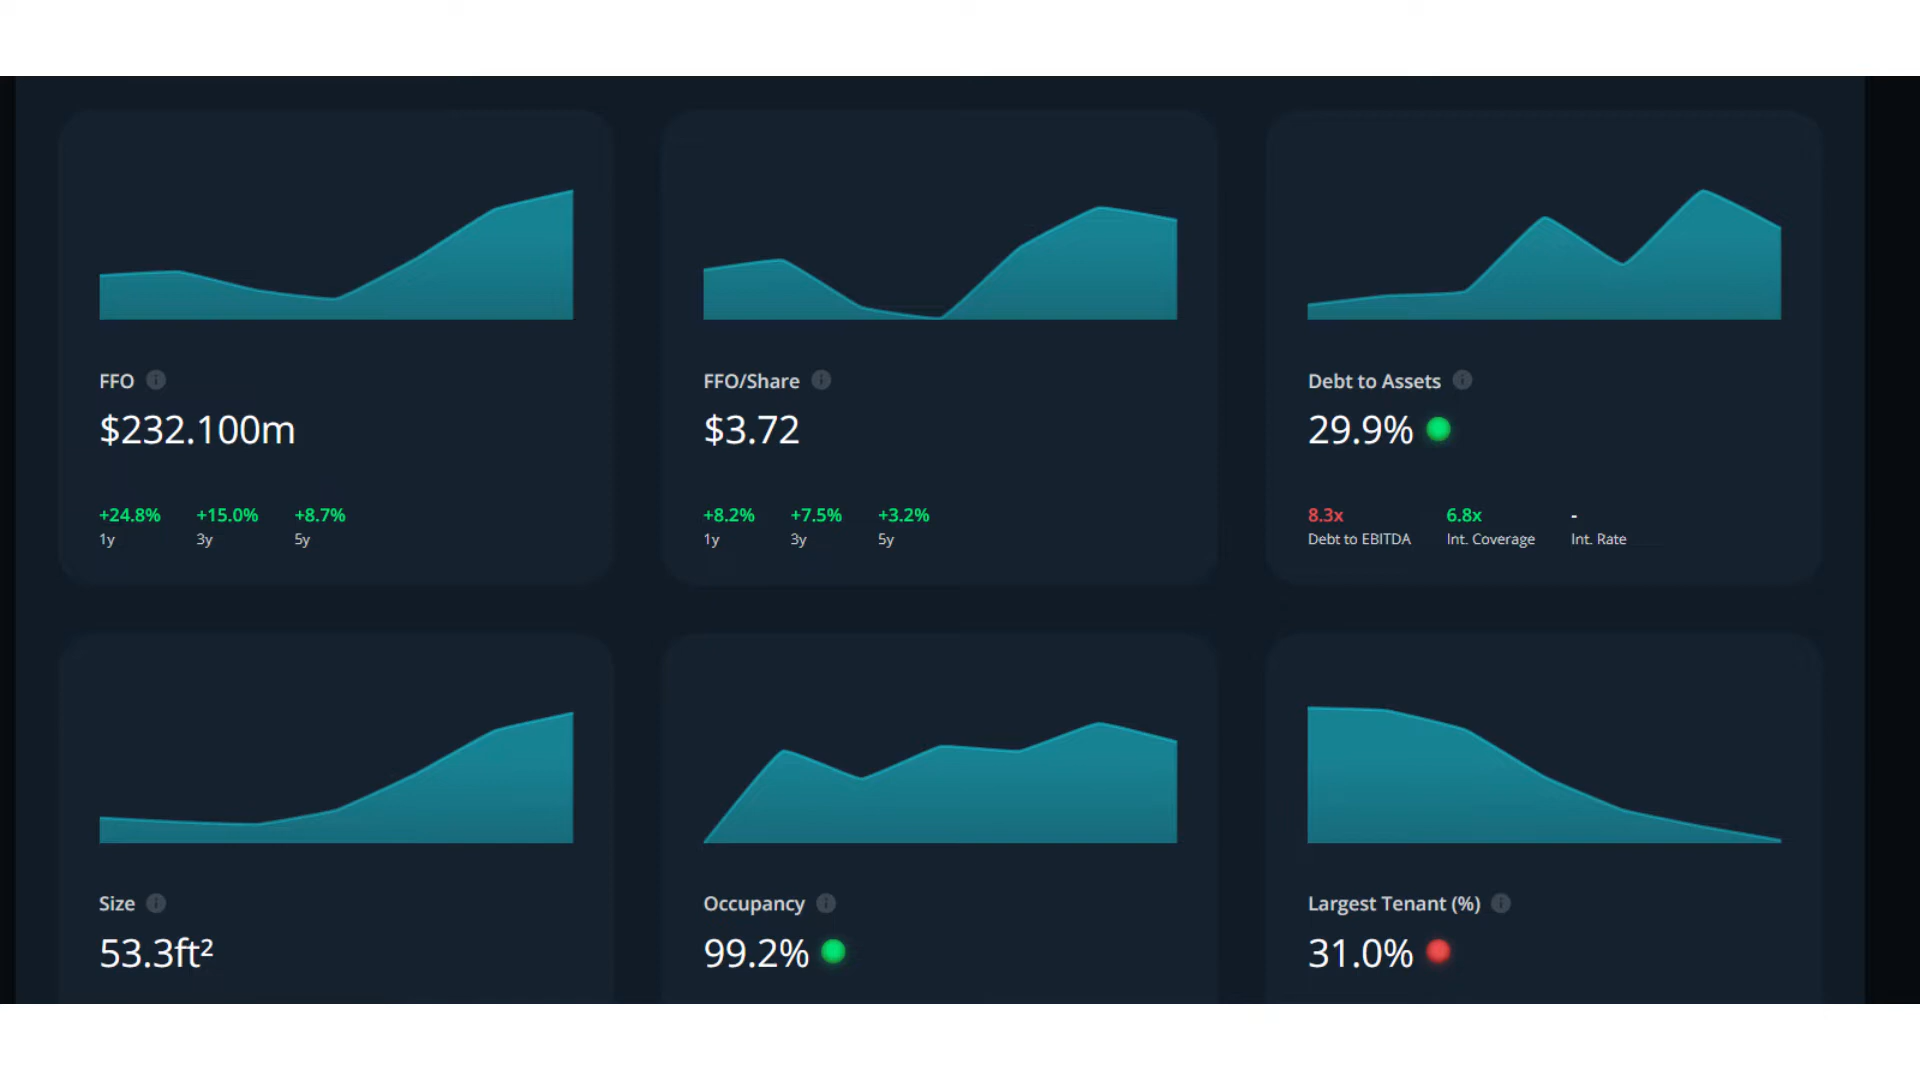 FFO
$232.100m
+24.8% +15.0% +8.7%
1y 3y 5y
FFO/Share
$3.72
+8.2% +7.5% +3.2%
1y 3y 5y
Debt to Assets
29.9%
8.3x 6.8x -
Debt to EBITDA Int. Coverage Int. Rate
Size
53.3ft²
Occupancy
99.2%
Largest Tenant (%)
31.0%